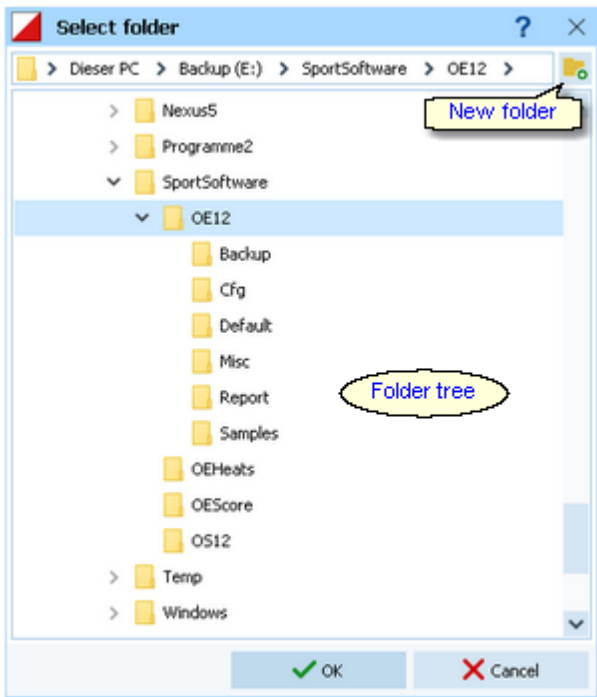 Select folder ?
> Dieser PC > Backup (E:) > SportSoftware > OE12 >
New folder
Nexus5
Programme2
SportSoftware
OE12
Backup
Cfg
Default
Misc
Report
Folder tree
Samples
OEHeats
OEScore
OS12
Temp
Windows
OK
Cancel